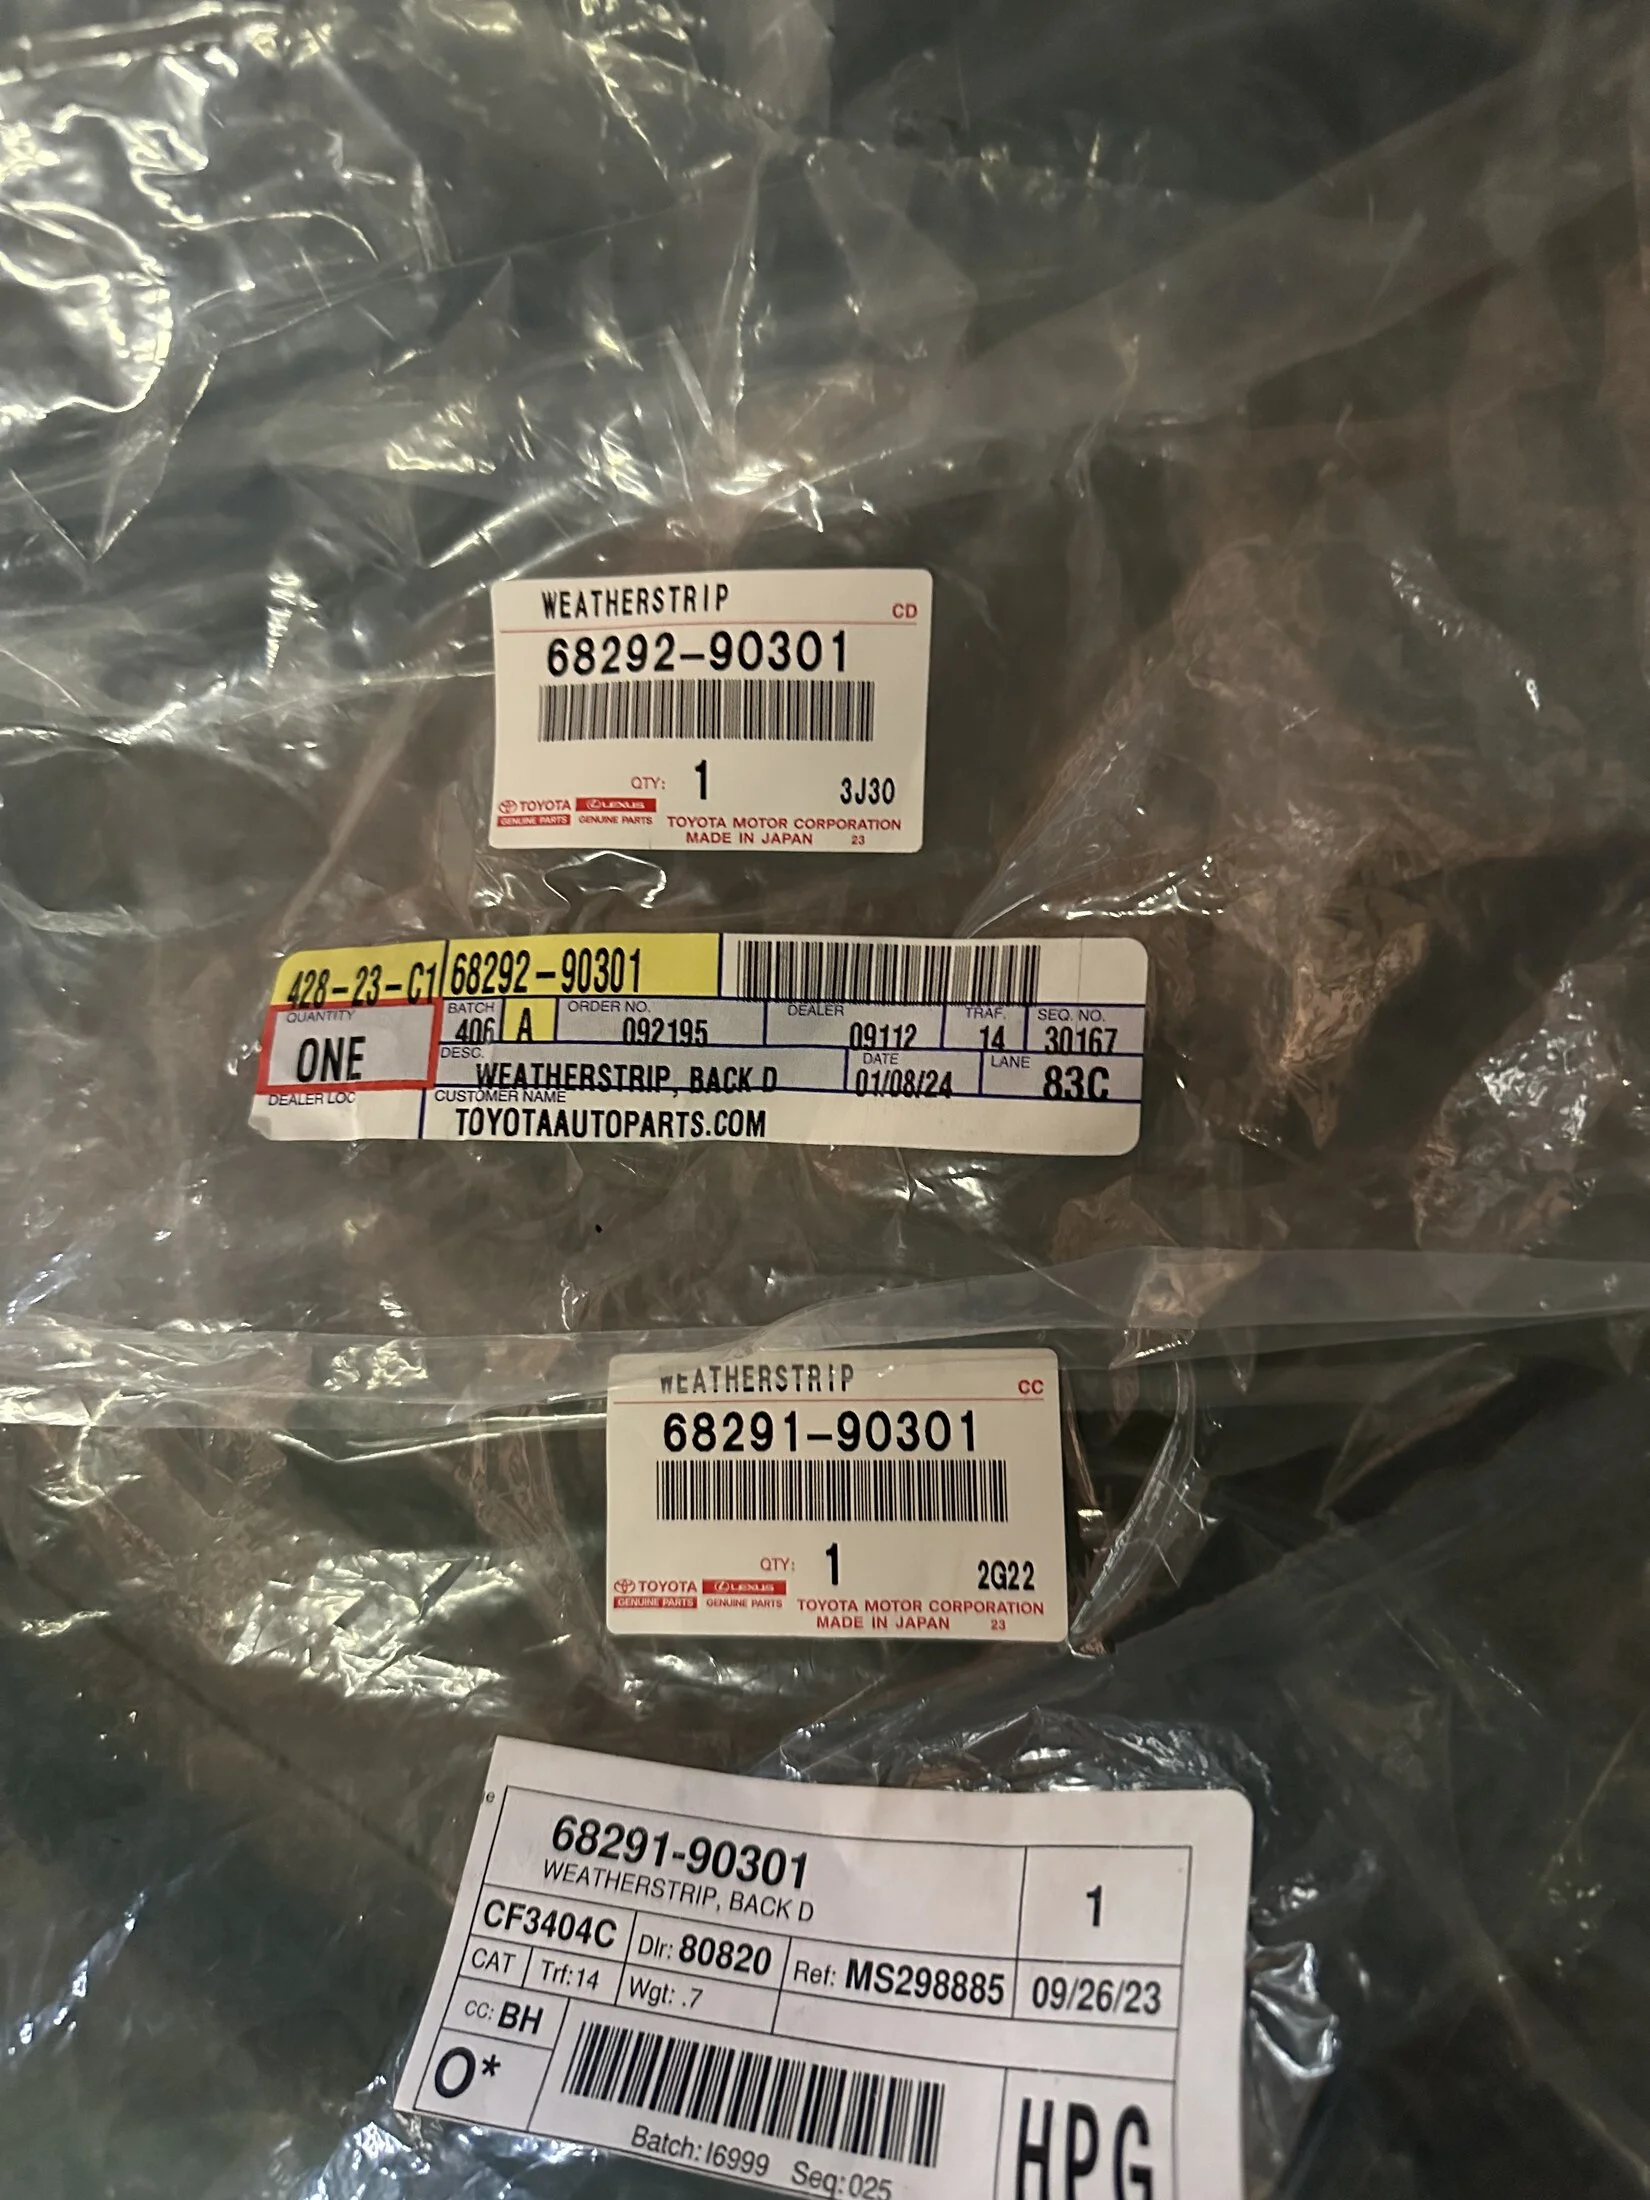 WEATHERSTRIP
CD
68292-90301
QTY: 1 3J30
TOYOTA LEXUS
GENUINE PARTS GENUINE PARTS TOYOTA MOTOR CORPORATION
MADE IN JAPAN 23
428-23-C1 68292-90301
QUANTITY BATCH ORDER NO. DEALER TRAF. SEQ. NO.
ONE 406 A 092195 09112 14 30167
DESC. DATE LANE
WEATHERSTRIP, BACK D 01/08/24 83C
DEALER LOC CUSTOMER NAME
TOYOTAAUTOPARTS.COM
WEATHERSTRIP
CC
68291-90301
QTY: 1 2G22
TOYOTA LEXUS
GENUINE PARTS GENUINE PARTS TOYOTA MOTOR CORPORATION
MADE IN JAPAN 23
e
68291-90301
WEATHERSTRIP, BACK D 1
CF3404C Dlr: 80820 Ref: MS298885 09/26/23
CAT Trf:14 Wgt: .7
CC: BH
O*
Batch:I6999 Seq:025
HPG